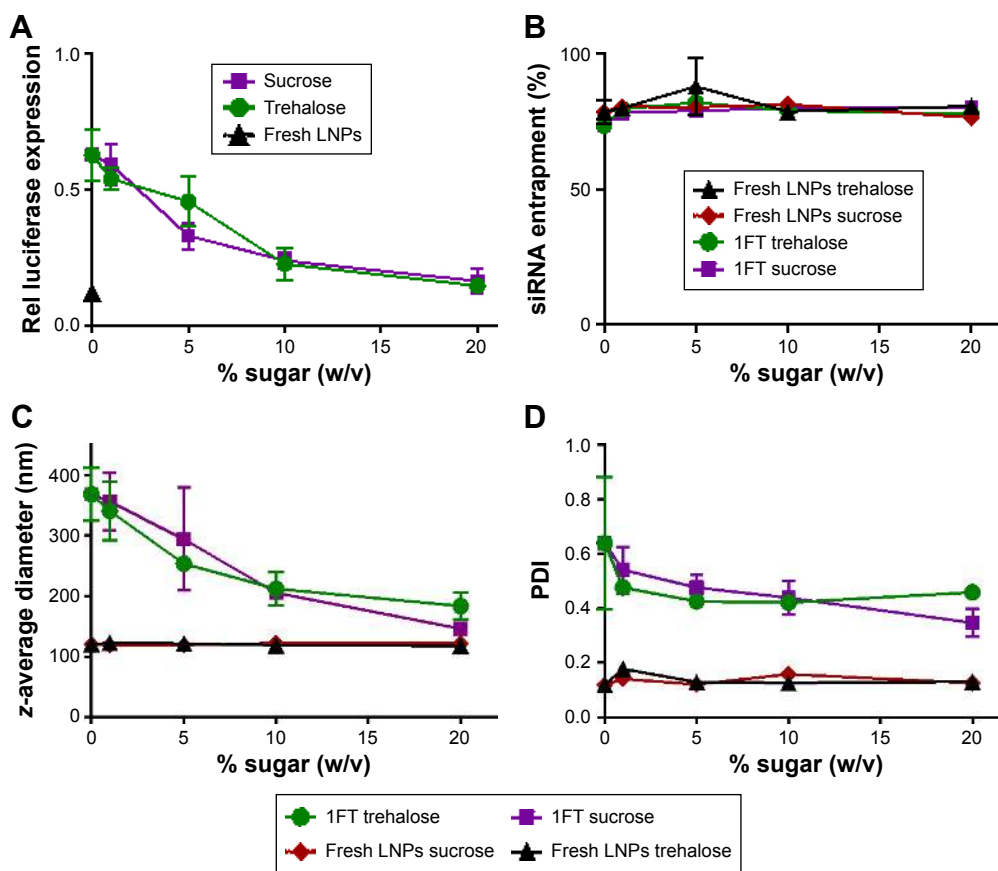 A
Rel luciferase expression
1.0
0.5
0.0
Sucrose
Trehalose
Fresh LNPs
0 5 10 15 20
% sugar (w/v)
B
siRNA entrapment (%)
100
50
0
Fresh LNPs trehalose
Fresh LNPs sucrose
1FT trehalose
1FT sucrose
0 5 10 15 20
% sugar (w/v)
C
z-average diameter (nm)
400
300
200
100
0
0 5 10 15 20
% sugar (w/v)
D
PDI
1.0
0.8
0.6
0.4
0.2
0.0
0 5 10 15 20
% sugar (w/v)
1FT trehalose 1FT sucrose
Fresh LNPs sucrose Fresh LNPs trehalose